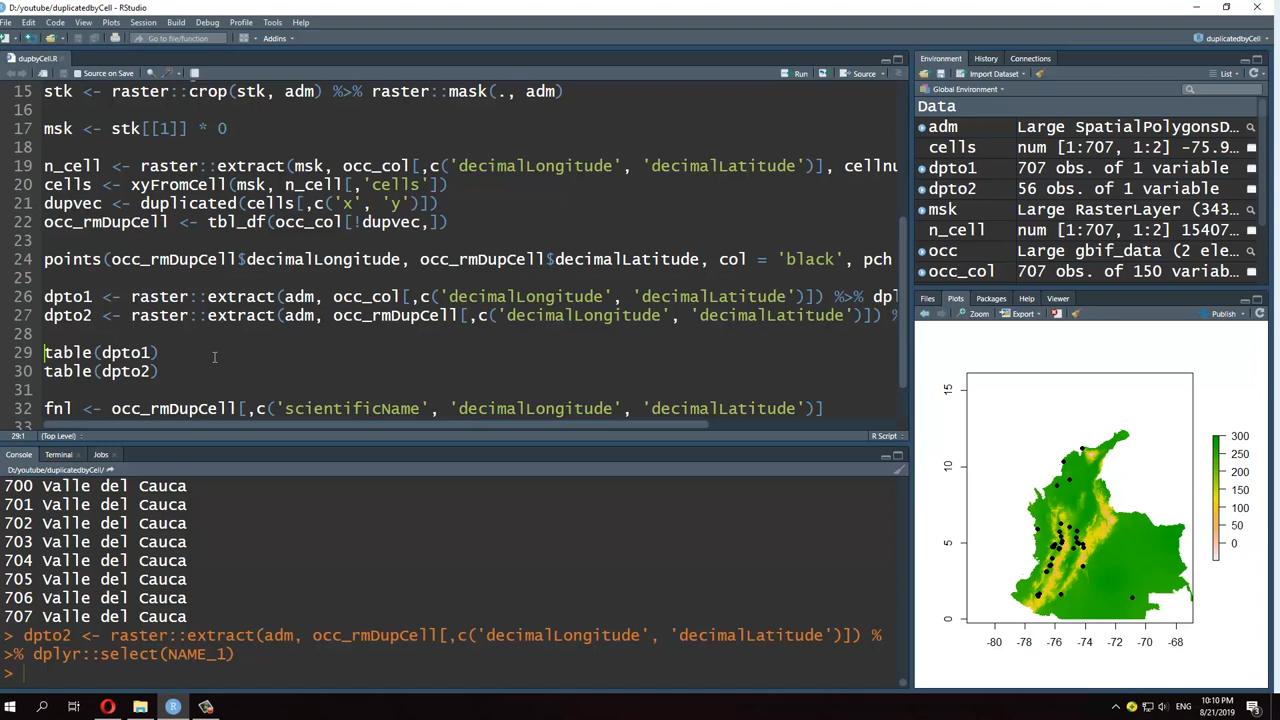 D:/youtube/duplicatedbyCell - RStudio
File Edit Code View Plots Session Build Debug Profile Tools Help
Go to file/function Addins duplicatedbyCell
dupbyCell.R
Source on Save Run Source
15 stk <- raster::crop(stk, adm) %>% raster::mask(., adm)
16
17 msk <- stk[[1]] * 0
18
19 n_cell <- raster::extract(msk, occ_col[,c('decimalLongitude', 'decimalLatitude')], cellnu
20 cells <- xyFromCell(msk, n_cell[,'cells'])
21 dupvec <- duplicated(cells[,c('x', 'y')])
22 occ_rmDupCell <- tbl_df(occ_col[!dupvec,])
23
24 points(occ_rmDupCell$decimalLongitude, occ_rmDupCell$decimalLatitude, col = 'black', pch
25
26 dpto1 <- raster::extract(adm, occ_col[,c('decimalLongitude', 'decimalLatitude')]) %>% dpl
27 dpto2 <- raster::extract(adm, occ_rmDupCell[,c('decimalLongitude', 'decimalLatitude')]) %
28
29 table(dpto1)
30 table(dpto2)
31
32 fnl <- occ_rmDupCell[,c('scientificName', 'decimalLongitude', 'decimalLatitude')]
33
29:1 (Top Level) R Script
Console Terminal Jobs
D:/youtube/duplicatedbyCell/
700 Valle del Cauca
701 Valle del Cauca
702 Valle del Cauca
703 Valle del Cauca
704 Valle del Cauca
705 Valle del Cauca
706 Valle del Cauca
707 Valle del Cauca
> dpto2 <- raster::extract(adm, occ_rmDupCell[,c('decimalLongitude', 'decimalLatitude')]) %
>% dplyr::select(NAME_1)
>
Environment History Connections
Import Dataset List
Global Environment
Data
adm Large SpatialPolygonsD…
cells num [1:707, 1:2] -75.9…
dpto1 707 obs. of 1 variable
dpto2 56 obs. of 1 variable
msk Large RasterLayer (343…
n_cell num [1:707, 1:2] 15407…
occ Large gbif_data (2 ele…
occ_col 707 obs. of 150 variab…
Files Plots Packages Help Viewer
Zoom Export Publish
15
10
5
0
-80 -78 -76 -74 -72 -70 -68
300
250
200
150
100
50
0
ENG
10:10 PM
8/21/2019
3